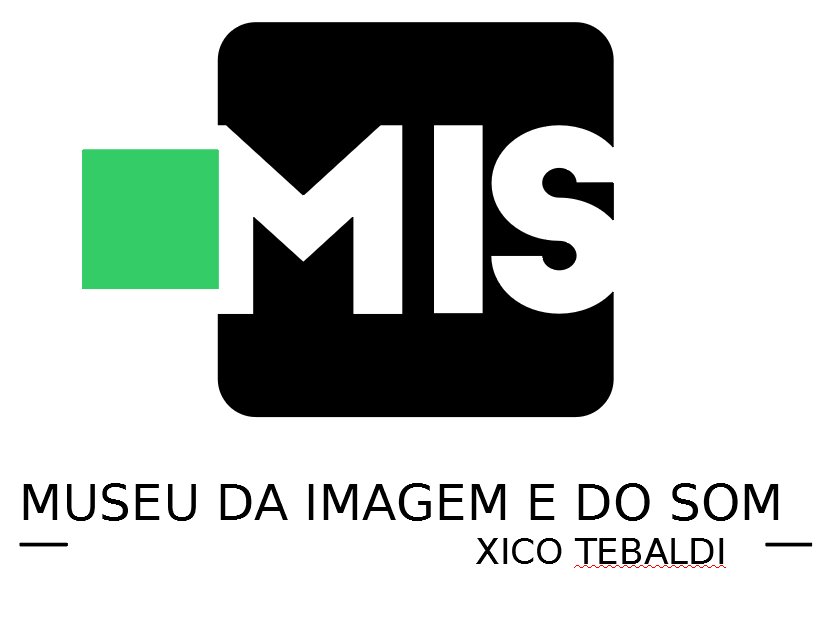 MIS
MUSEU DA IMAGEM E DO SOM
XICO TEBALDI